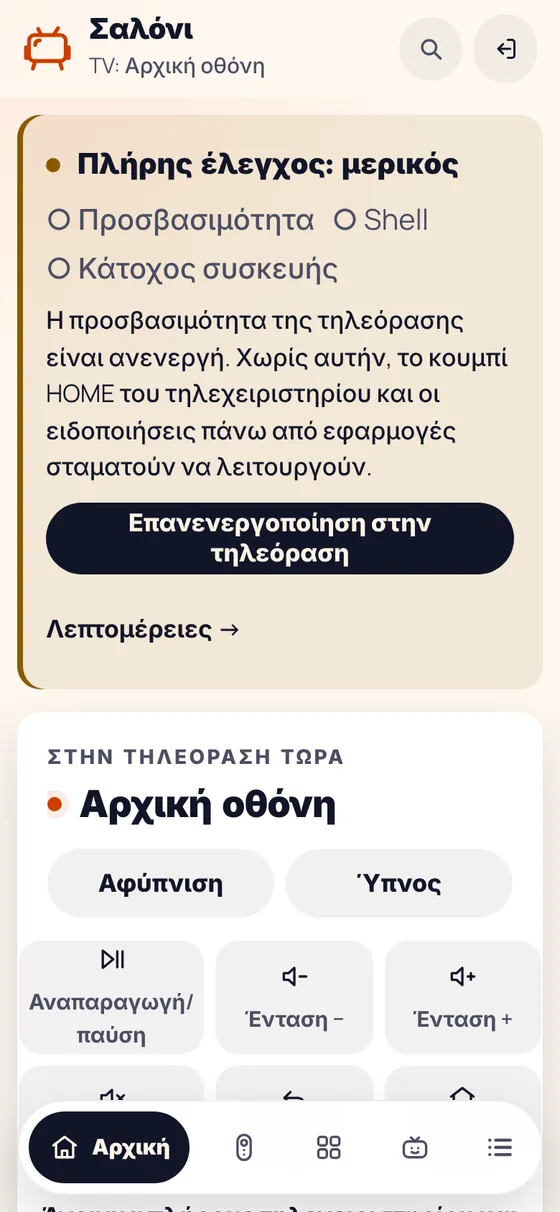 Σαλόνι
TV: Αρχική οθόνη
Πλήρης έλεγχος: μερικός
Προσβασιμότητα Shell
Κάτοχος συσκευής
Η προσβασιμότητα της τηλεόρασης
είναι ανενεργή. Χωρίς αυτήν, το κουμπί
HOME του τηλεχειριστηρίου και οι
ειδοποιήσεις πάνω από εφαρμογές
σταματούν να λειτουργούν.
Επανενεργοποίηση στην
τηλεόραση
Λεπτομέρειες →
ΣΤΗΝ ΤΗΛΕΟΡΑΣΗ ΤΩΡΑ
Αρχική οθόνη
Αφύπνιση Ύπνος
Αναπαραγωγή/
παύση
Ένταση − Ένταση +
Αρχική